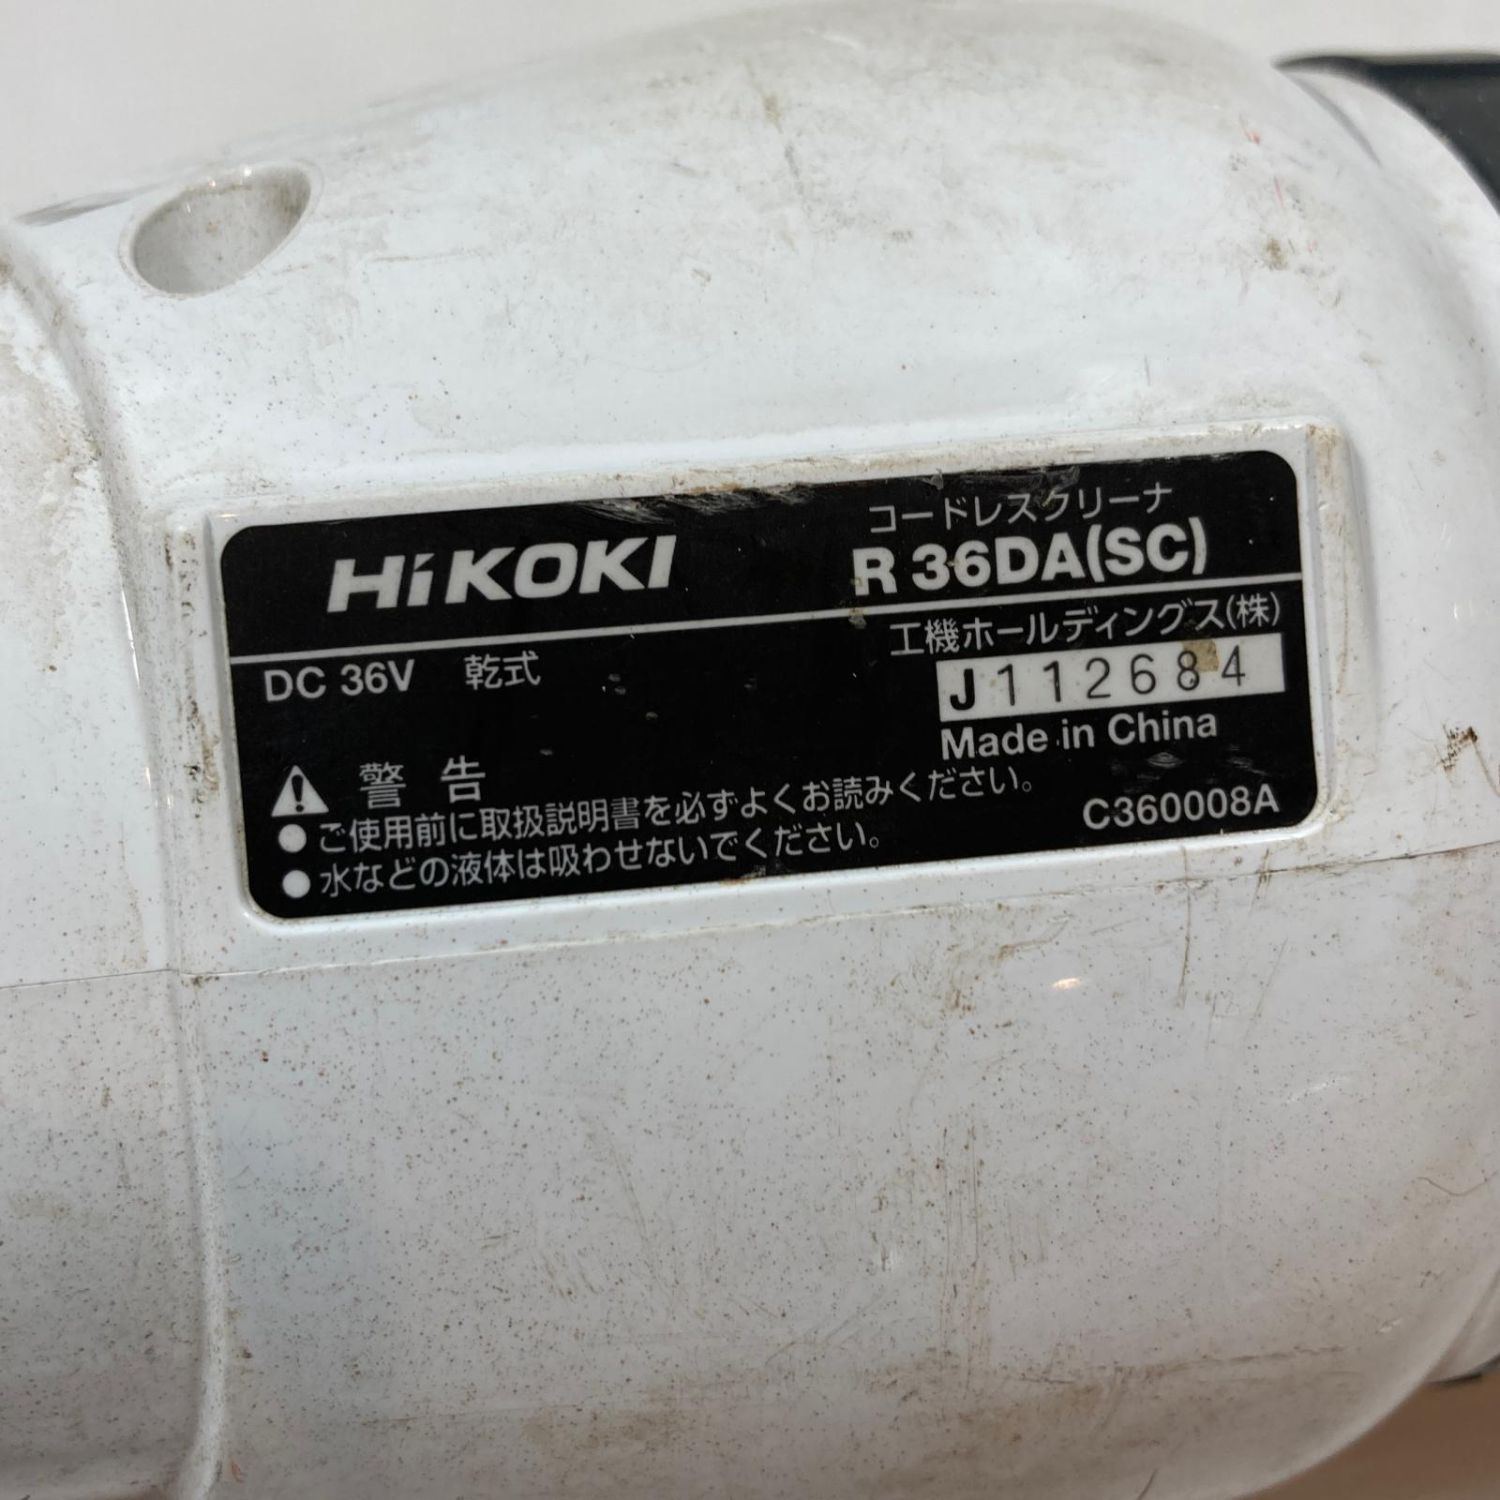 HiKOKI
コードレスクリーナ
R 36DA(SC)
DC 36V 乾式
工機ホールディングス(株)
J112684
Made in China
警告
● ご使用前に取扱説明書を必ずよくお読みください。
● 水などの液体は吸わせないでください。
C360008A